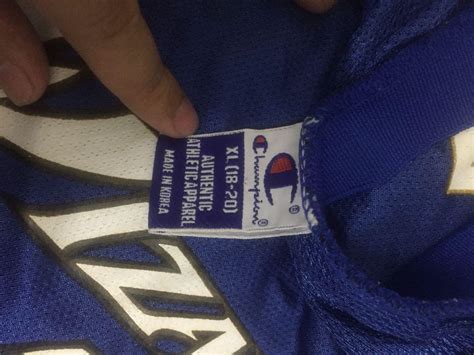 Champion
XL (18-20)
AUTHENTIC
ATHLETIC APPAREL
MADE IN KOREA